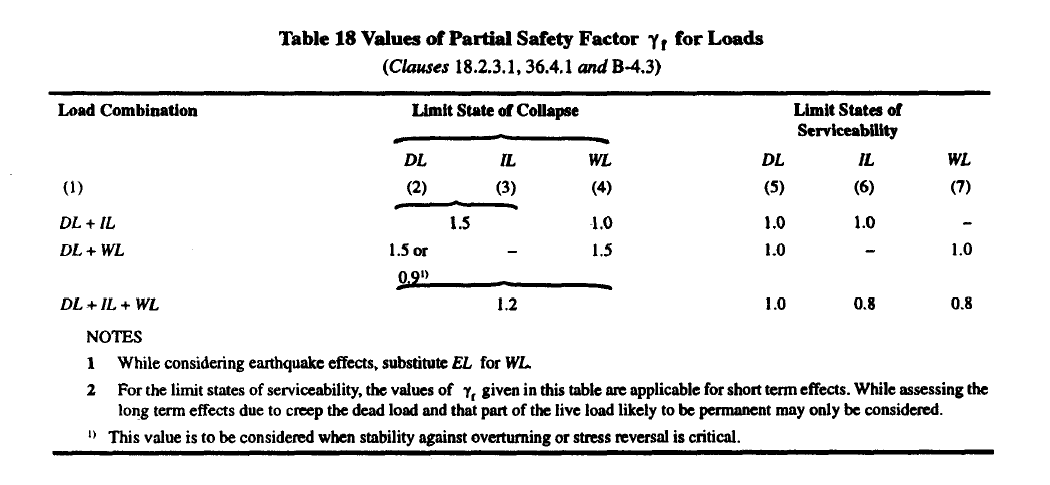 Table 18 Values of Partial Safety Factor γf for Loads
(Clauses 18.2.3.1, 36.4.1 and B-4.3)
Load Combination Limit State of Collapse Limit States of
Serviceability
DL IL WL DL IL WL
(1) (2) (3) (4) (5) (6) (7)
DL + IL 1.5 1.0 1.0 1.0 –
DL + WL 1.5 or – 1.5 1.0 – 1.0
0.9¹⁾
DL + IL + WL 1.2 1.0 0.8 0.8
NOTES
1 While considering earthquake effects, substitute EL for WL.
2 For the limit states of serviceability, the values of γf given in this table are applicable for short term effects. While assessing the
long term effects due to creep the dead load and that part of the live load likely to be permanent may only be considered.
¹⁾ This value is to be considered when stability against overturning or stress reversal is critical.